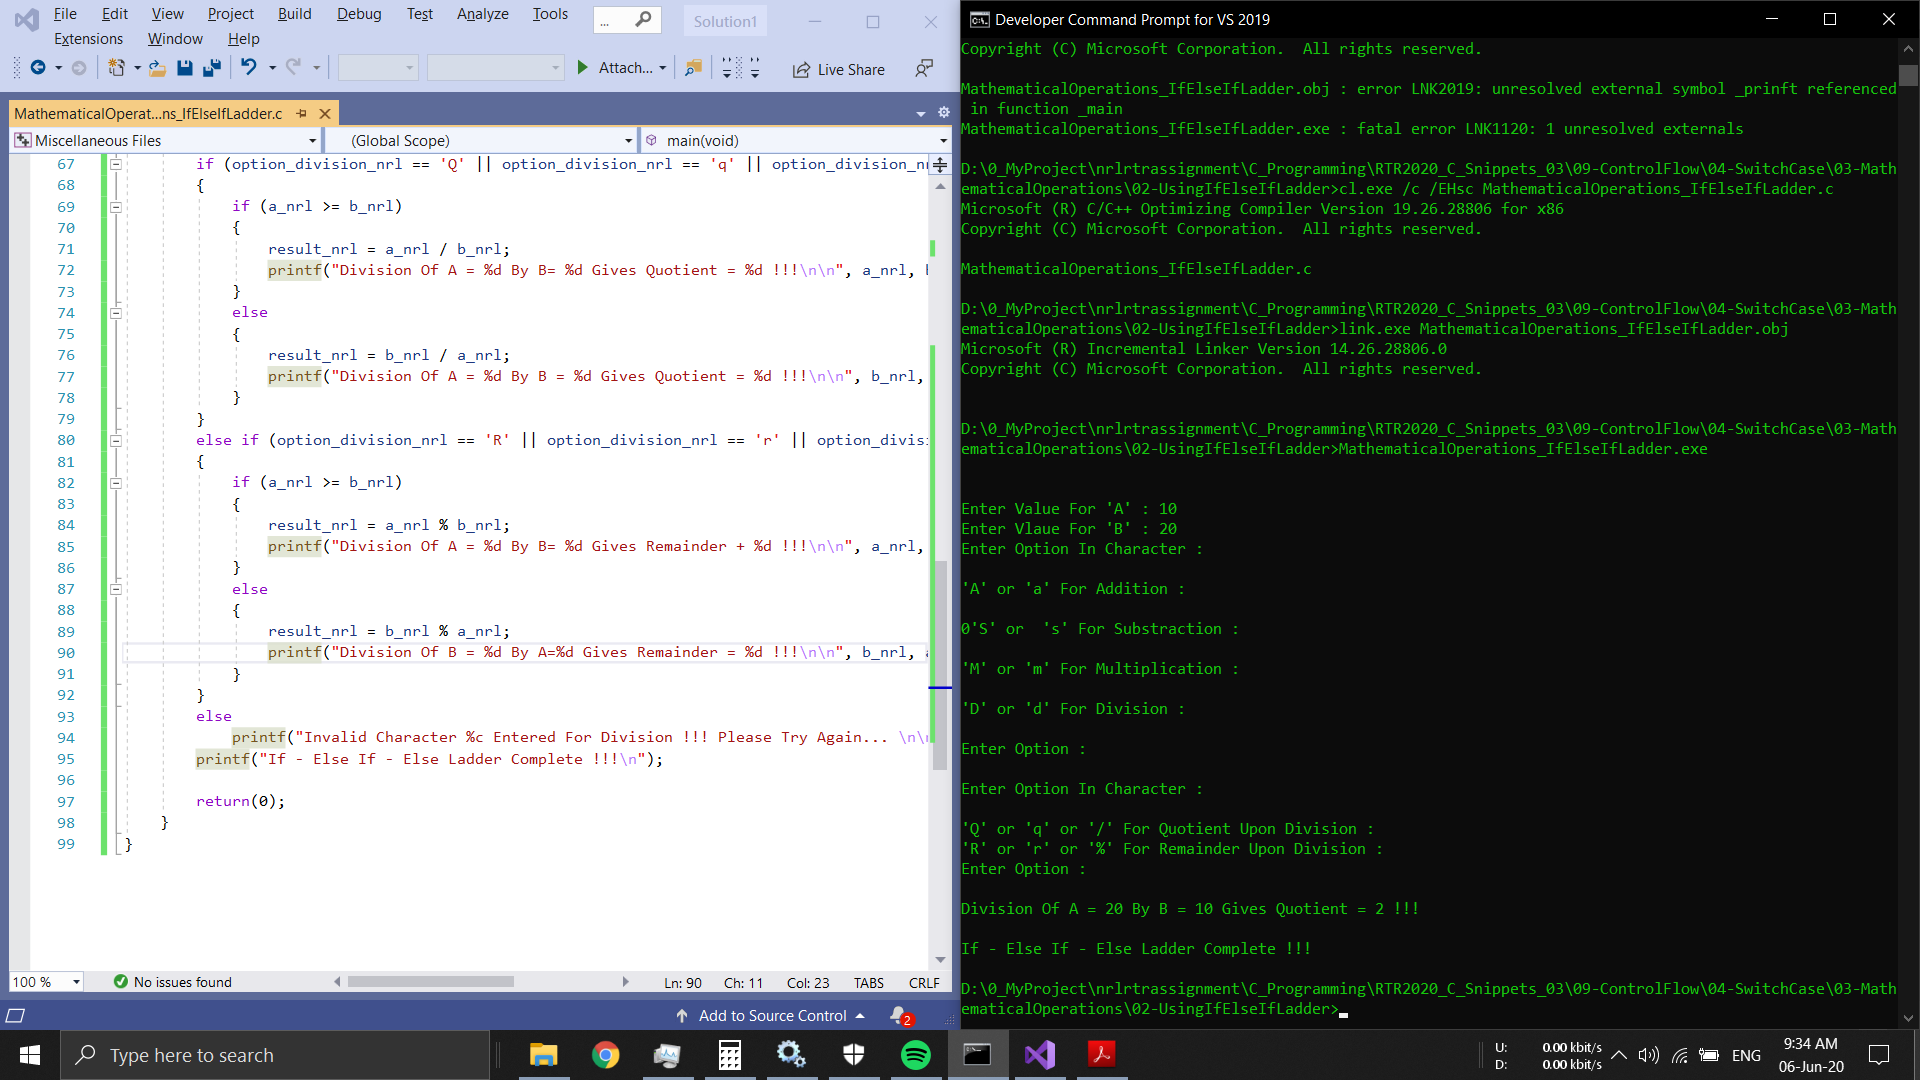 File Edit View Project Build Debug Test Analyze Tools ... Solution1
Extensions Window Help
Attach... Live Share
MathematicalOperat...ns_IfElseIfLadder.c
Miscellaneous Files (Global Scope) main(void)
67 if (option_division_nrl == 'Q' || option_division_nrl == 'q' || option_division_nr
68 {
69 if (a_nrl >= b_nrl)
70 {
71 result_nrl = a_nrl / b_nrl;
72 printf("Division Of A = %d By B= %d Gives Quotient = %d !!!\n\n", a_nrl, b
73 }
74 else
75 {
76 result_nrl = b_nrl / a_nrl;
77 printf("Division Of A = %d By B = %d Gives Quotient = %d !!!\n\n", b_nrl,
78 }
79 }
80 else if (option_division_nrl == 'R' || option_division_nrl == 'r' || option_divis
81 {
82 if (a_nrl >= b_nrl)
83 {
84 result_nrl = a_nrl % b_nrl;
85 printf("Division Of A = %d By B= %d Gives Remainder + %d !!!\n\n", a_nrl,
86 }
87 else
88 {
89 result_nrl = b_nrl % a_nrl;
90 printf("Division Of B = %d By A=%d Gives Remainder = %d !!!\n\n", b_nrl, a
91 }
92 }
93 else
94 printf("Invalid Character %c Entered For Division !!! Please Try Again... \n\n
95 printf("If - Else If - Else Ladder Complete !!!\n");
96
97 return(0);
98 }
99 }
100 % No issues found Ln: 90 Ch: 11 Col: 23 TABS CRLF
Add to Source Control 2
Developer Command Prompt for VS 2019
Copyright (C) Microsoft Corporation.  All rights reserved.
MathematicalOperations_IfElseIfLadder.obj : error LNK2019: unresolved external symbol _prinft referenced
in function _main
MathematicalOperations_IfElseIfLadder.exe : fatal error LNK1120: 1 unresolved externals
D:\0_MyProject\nrlrtrassignment\C_Programming\RTR2020_C_Snippets_03\09-ControlFlow\04-SwitchCase\03-Math
ematicalOperations\02-UsingIfElseIfLadder>cl.exe /c /EHsc MathematicalOperations_IfElseIfLadder.c
Microsoft (R) C/C++ Optimizing Compiler Version 19.26.28806 for x86
Copyright (C) Microsoft Corporation.  All rights reserved.
MathematicalOperations_IfElseIfLadder.c
D:\0_MyProject\nrlrtrassignment\C_Programming\RTR2020_C_Snippets_03\09-ControlFlow\04-SwitchCase\03-Math
ematicalOperations\02-UsingIfElseIfLadder>link.exe MathematicalOperations_IfElseIfLadder.obj
Microsoft (R) Incremental Linker Version 14.26.28806.0
Copyright (C) Microsoft Corporation.  All rights reserved.
D:\0_MyProject\nrlrtrassignment\C_Programming\RTR2020_C_Snippets_03\09-ControlFlow\04-SwitchCase\03-Math
ematicalOperations\02-UsingIfElseIfLadder>MathematicalOperations_IfElseIfLadder.exe
Enter Value For 'A' : 10
Enter Vlaue For 'B' : 20
Enter Option In Character :
'A' or 'a' For Addition :
0'S' or  's' For Substraction :
'M' or 'm' For Multiplication :
'D' or 'd' For Division :
Enter Option :
Enter Option In Character :
'Q' or 'q' or '/' For Quotient Upon Division :
'R' or 'r' or '%' For Remainder Upon Division :
Enter Option :
Division Of A = 20 By B = 10 Gives Quotient = 2 !!!
If - Else If - Else Ladder Complete !!!
D:\0_MyProject\nrlrtrassignment\C_Programming\RTR2020_C_Snippets_03\09-ControlFlow\04-SwitchCase\03-Math
ematicalOperations\02-UsingIfElseIfLadder>
Type here to search
U: 0.00 kbit/s
D: 0.00 kbit/s
ENG
9:34 AM
06-Jun-20